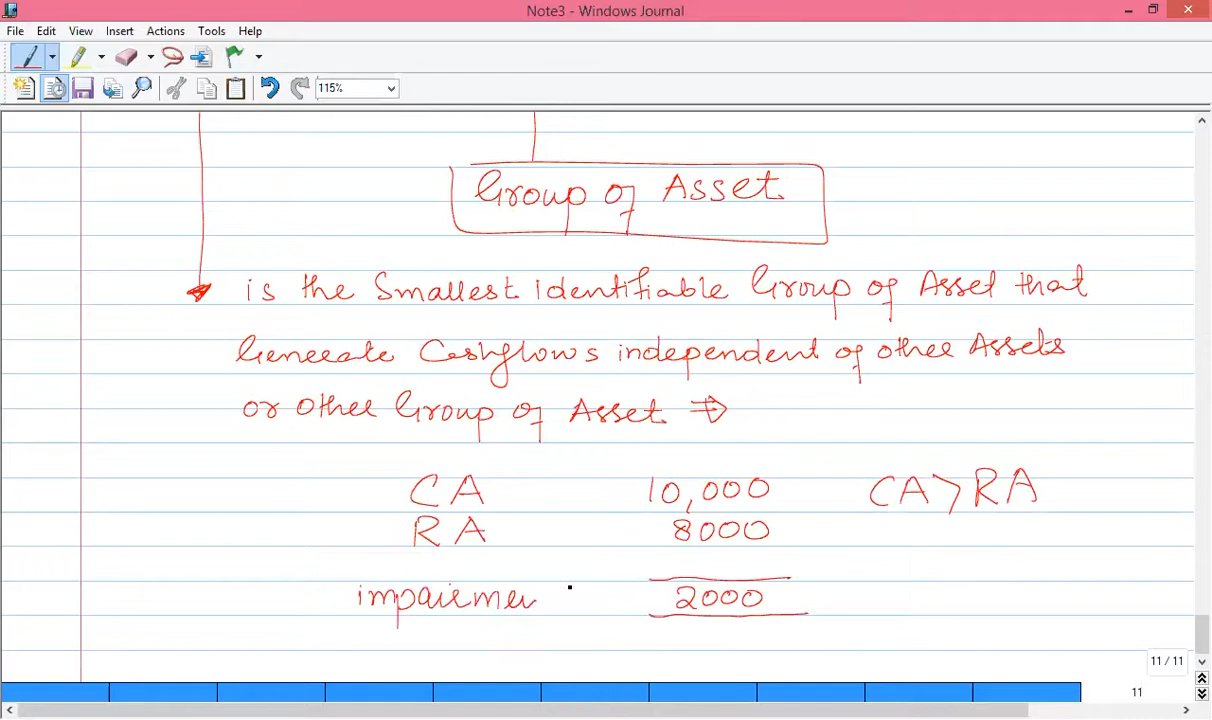 Note3 - Windows Journal
File Edit View Insert Actions Tools Help
115%
Group of Asset
is the Smallest identifiable Group of Asset that
Generate Cashflows independent of other Assets
or other Group of Asset ⇒
CA 10,000 CA > RA
RA 8000
impairmen 2000
11 / 11
11